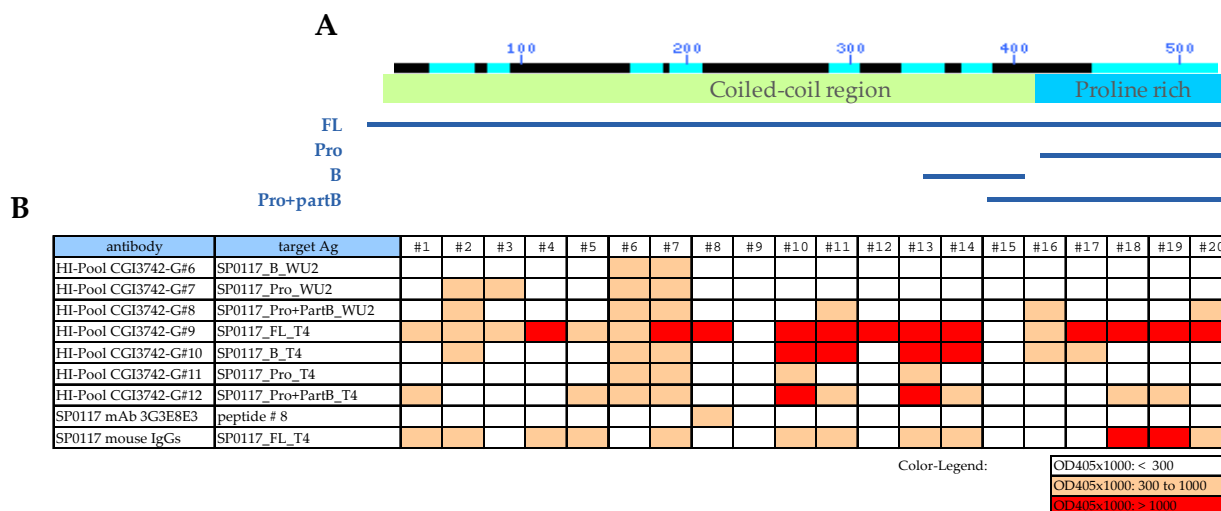 A
100 200 300 400 500
Coiled-coil region Proline rich
FL
Pro
B
Pro+partB
B
antibody target Ag #1 #2 #3 #4 #5 #6 #7 #8 #9 #10 #11 #12 #13 #14 #15 #16 #17 #18 #19 #20
HI-Pool CGI3742-G#6 SP0117_B_WU2
HI-Pool CGI3742-G#7 SP0117_Pro_WU2
HI-Pool CGI3742-G#8 SP0117_Pro+PartB_WU2
HI-Pool CGI3742-G#9 SP0117_FL_T4
HI-Pool CGI3742-G#10 SP0117_B_T4
HI-Pool CGI3742-G#11 SP0117_Pro_T4
HI-Pool CGI3742-G#12 SP0117_Pro+PartB_T4
SP0117 mAb 3G3E8E3 peptide # 8
SP0117 mouse IgGs SP0117_FL_T4
Color-Legend: OD405x1000: < 300
OD405x1000: 300 to 1000
OD405x1000: > 1000